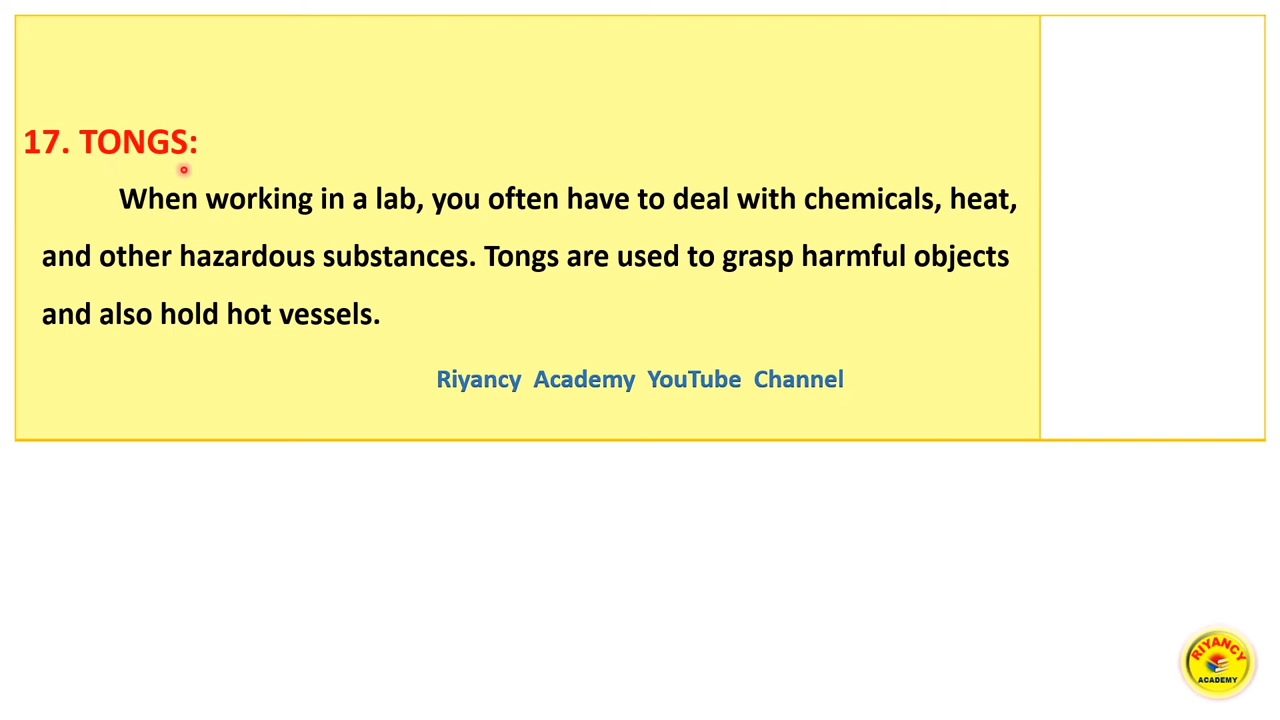 17. TONGS:
When working in a lab, you often have to deal with chemicals, heat,
and other hazardous substances. Tongs are used to grasp harmful objects
and also hold hot vessels.
Riyancy Academy YouTube Channel
RIYANCY
ACADEMY